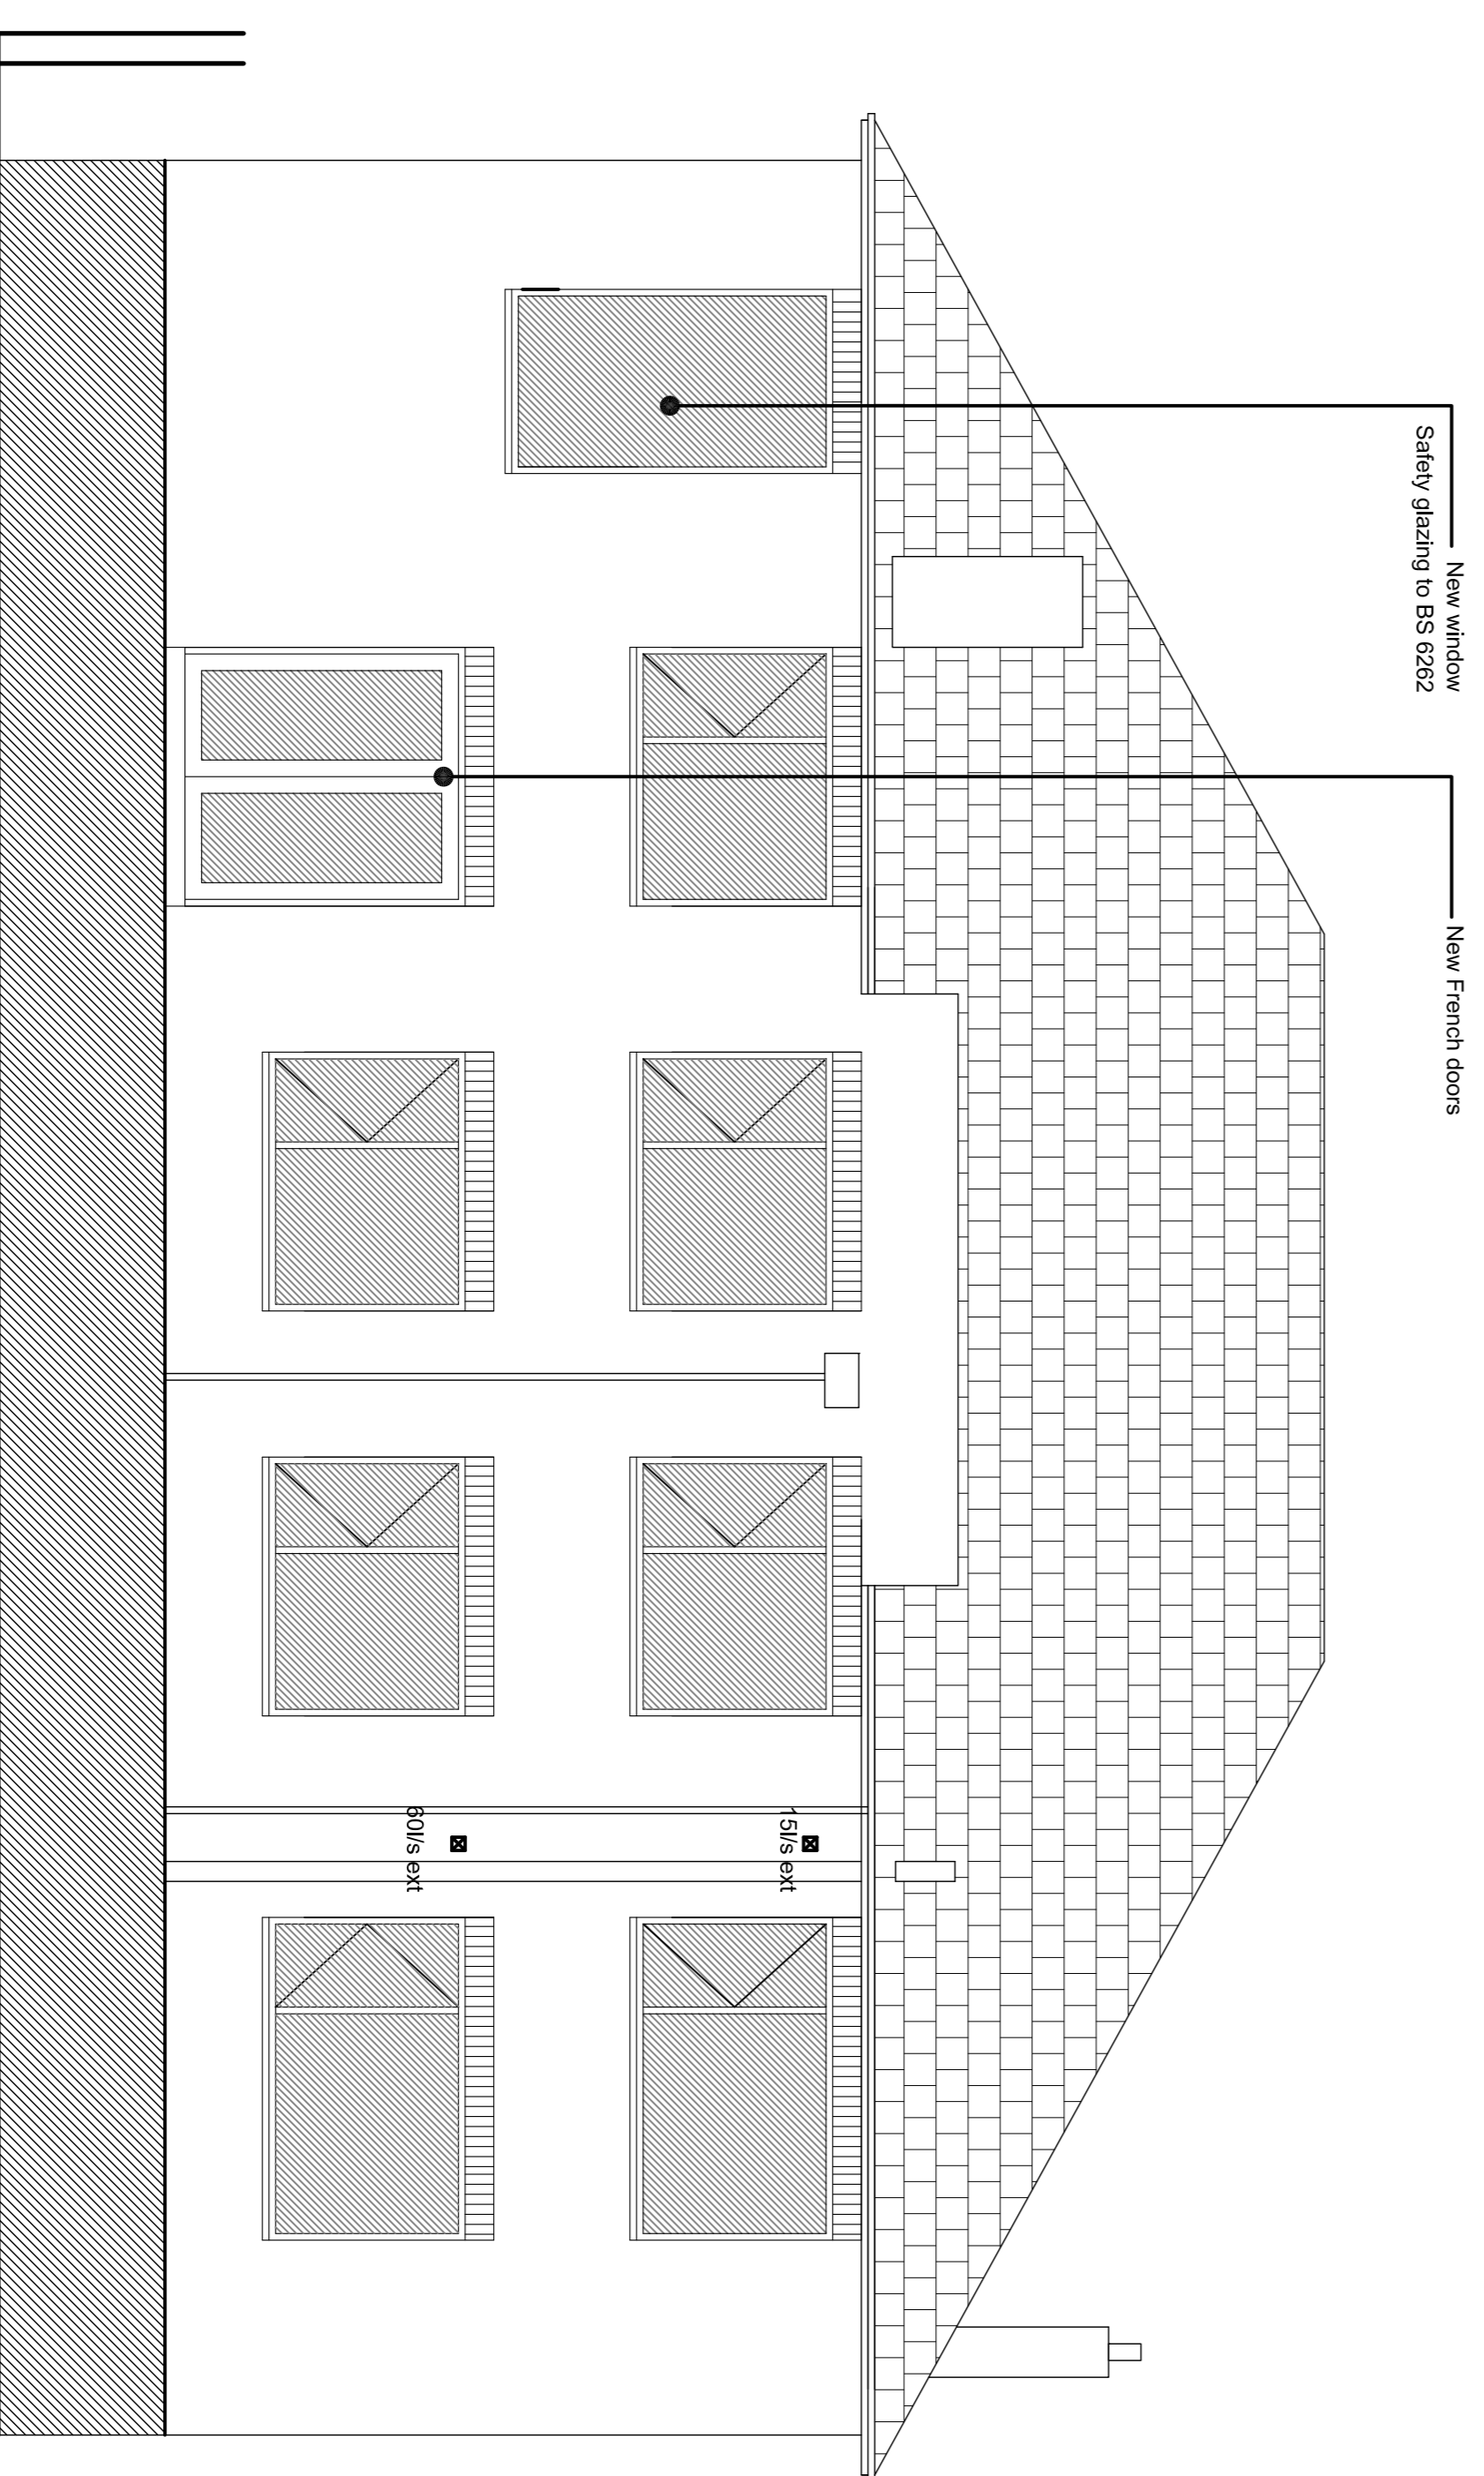 New window
Safety glazing to BS 6262
New French doors
15l/s ext
60l/s ext